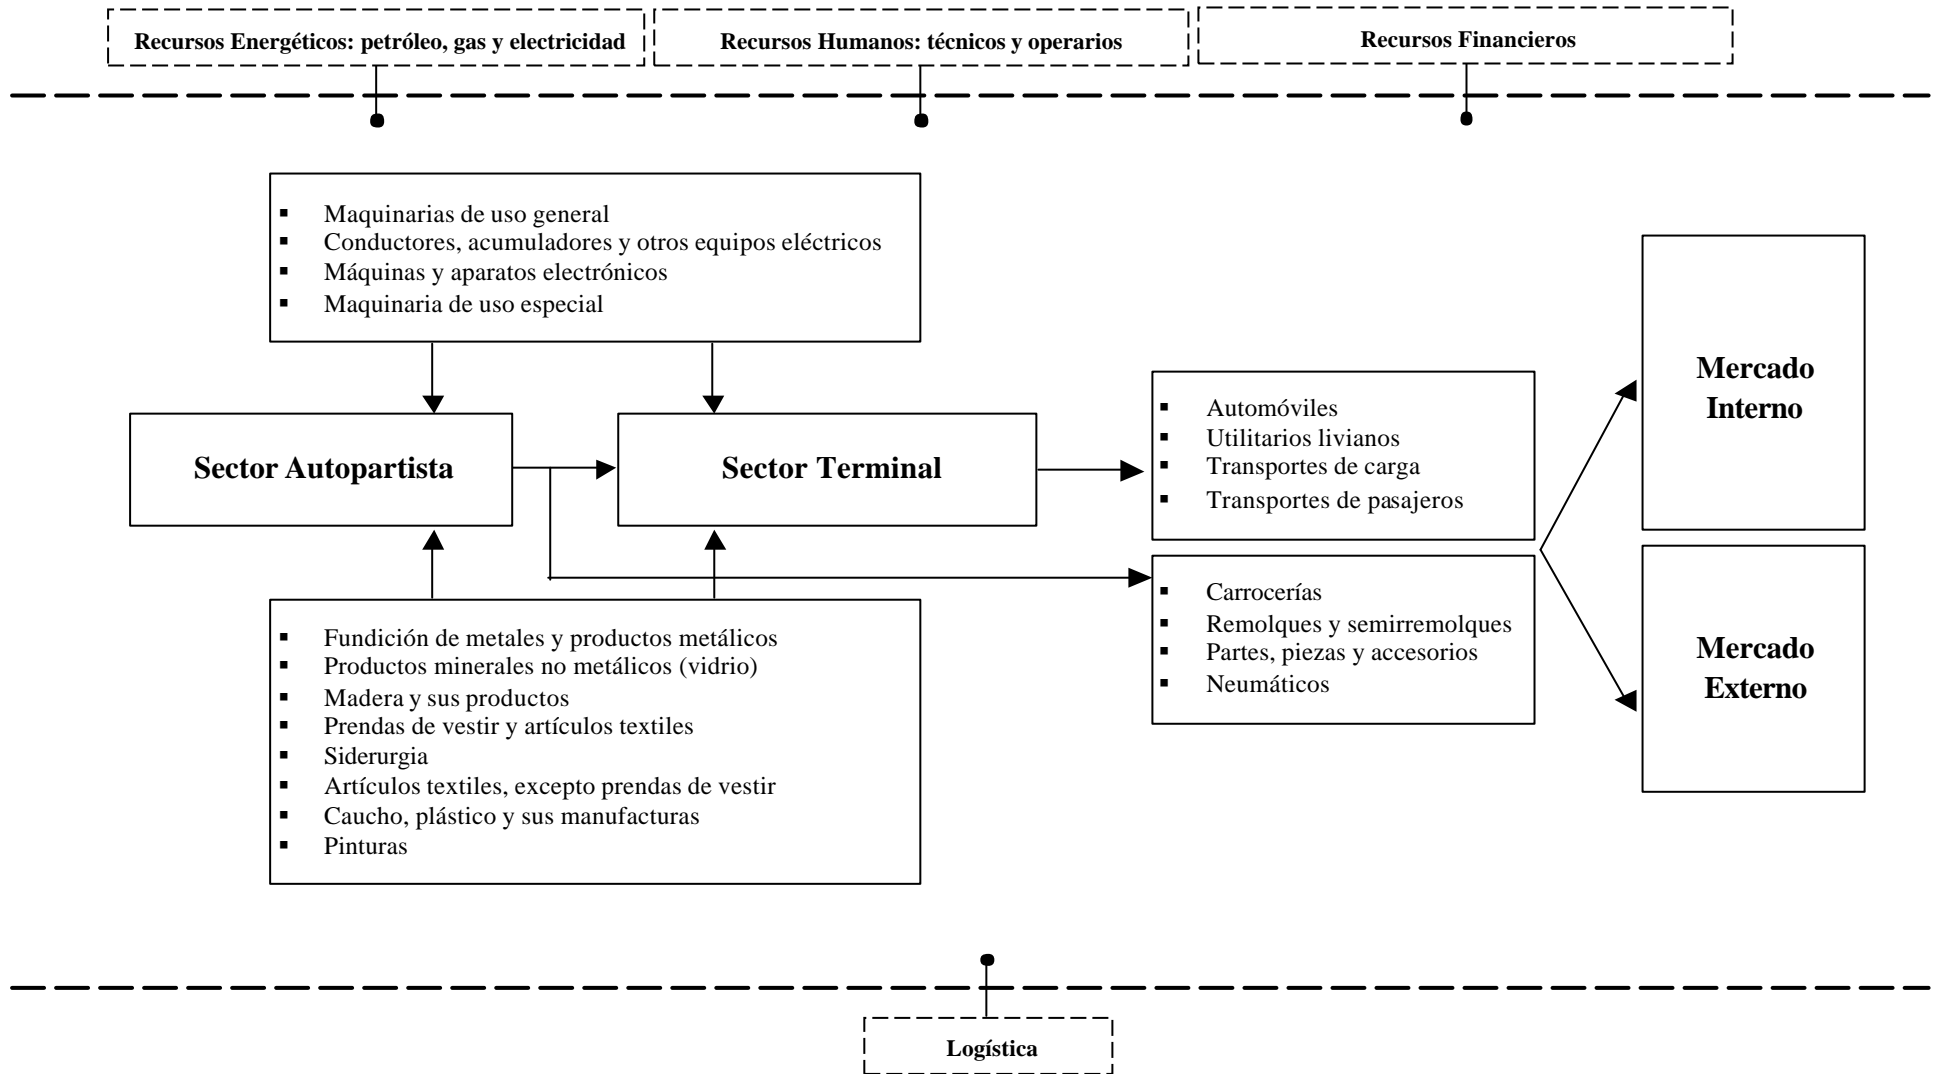 Recursos Energéticos: petróleo, gas y electricidad
Recursos Humanos: técnicos y operarios
Recursos Financieros
▪ Maquinarias de uso general
▪ Conductores, acumuladores y otros equipos eléctricos
▪ Máquinas y aparatos electrónicos
▪ Maquinaria de uso especial
Sector Autopartista
Sector Terminal
▪ Automóviles
▪ Utilitarios livianos
▪ Transportes de carga
▪ Transportes de pasajeros
▪ Carrocerías
▪ Remolques y semirremolques
▪ Partes, piezas y accesorios
▪ Neumáticos
Mercado
Interno
Mercado
Externo
▪ Fundición de metales y productos metálicos
▪ Productos minerales no metálicos (vidrio)
▪ Madera y sus productos
▪ Prendas de vestir y artículos textiles
▪ Siderurgia
▪ Artículos textiles, excepto prendas de vestir
▪ Caucho, plástico y sus manufacturas
▪ Pinturas
Logística